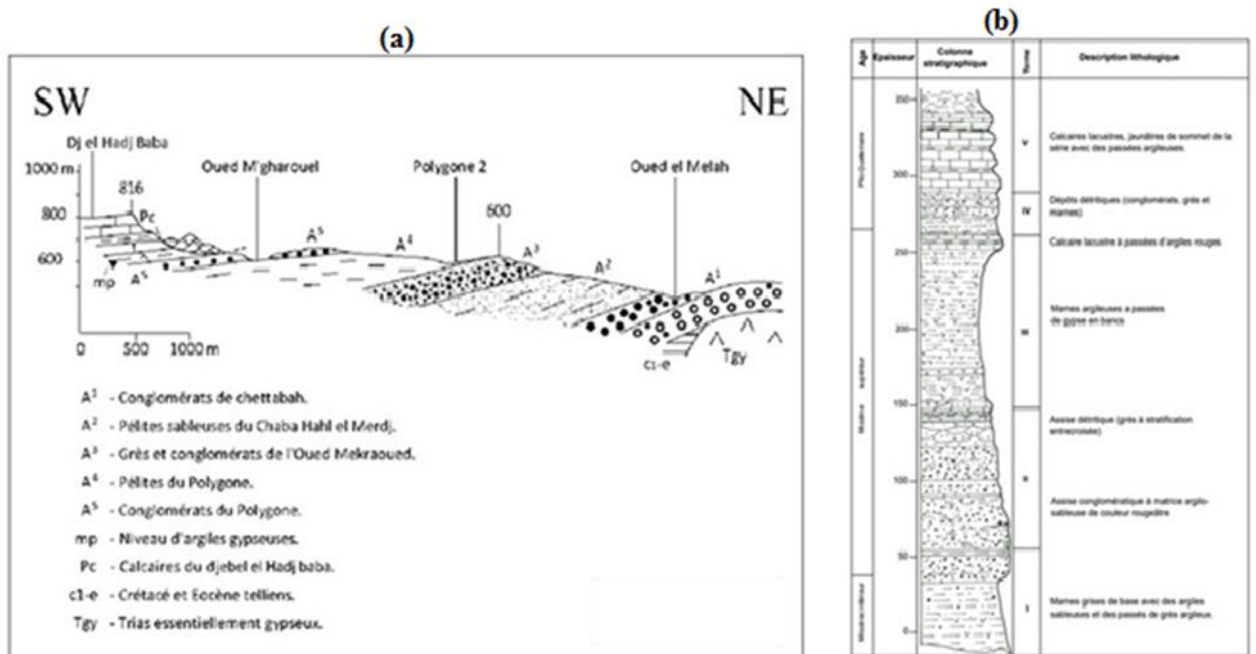 (a)
SW
NE
Dj el Hadj Baba
Oued M'gharouel
Polygone 2
Oued el Melah
1000 m
816
800
Pc
600
600
A⁵
A⁴
A³
A²
A¹
mp
A⁵
c1-e
Tgy
0 500 1000 m
A¹ - Conglomérats de chettabah.
A² - Pélites sableuses du Chaba Hahl el Merdj.
A³ - Grès et conglomérats de l'Oued Mekraoued.
A⁴ - Pélites du Polygone.
A⁵ - Conglomérats du Polygone.
mp - Niveau d'argiles gypseuses.
Pc - Calcaires du djebel el Hadj baba.
c1-e - Crétacé et Eocène telliens.
Tgy - Trias essentiellement gypseux.
(b)
Age
Epaisseur
Colonne
stratigraphique
Terme
Description lithologique
350
300
250
200
150
100
50
0
Miocène supérieur
Miocène inférieur
V
IV
III
II
I
Calcaires lacustres, jaunâtres de sommet de la
série avec des passées argileuses.
Dépôts détritiques (conglomérats, grès et
marnes)
Calcaire lacustre à passées d'argiles rouges
Marnes argileuses a passées
de gypse en bancs
Assise détritique (grès à stratification
entrecroisée)
Assise conglomératique à matrice argilo-
sableuse de couleur rougeâtre
Marnes grises de base avec des argiles
sableuses et des passés de grès argileux.